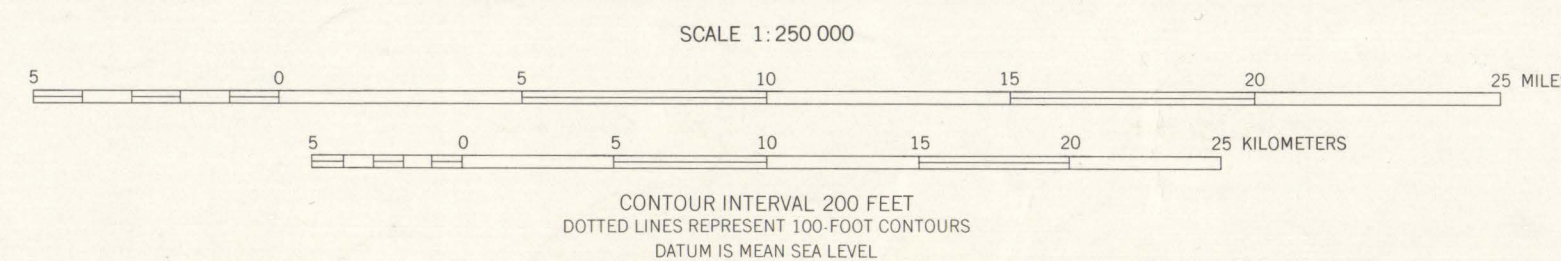 SCALE 1:250 000
5 0 5 10 15 20 25 MILE
5 0 5 10 15 20 25 KILOMETERS
CONTOUR INTERVAL 200 FEET
DOTTED LINES REPRESENT 100-FOOT CONTOURS
DATUM IS MEAN SEA LEVEL